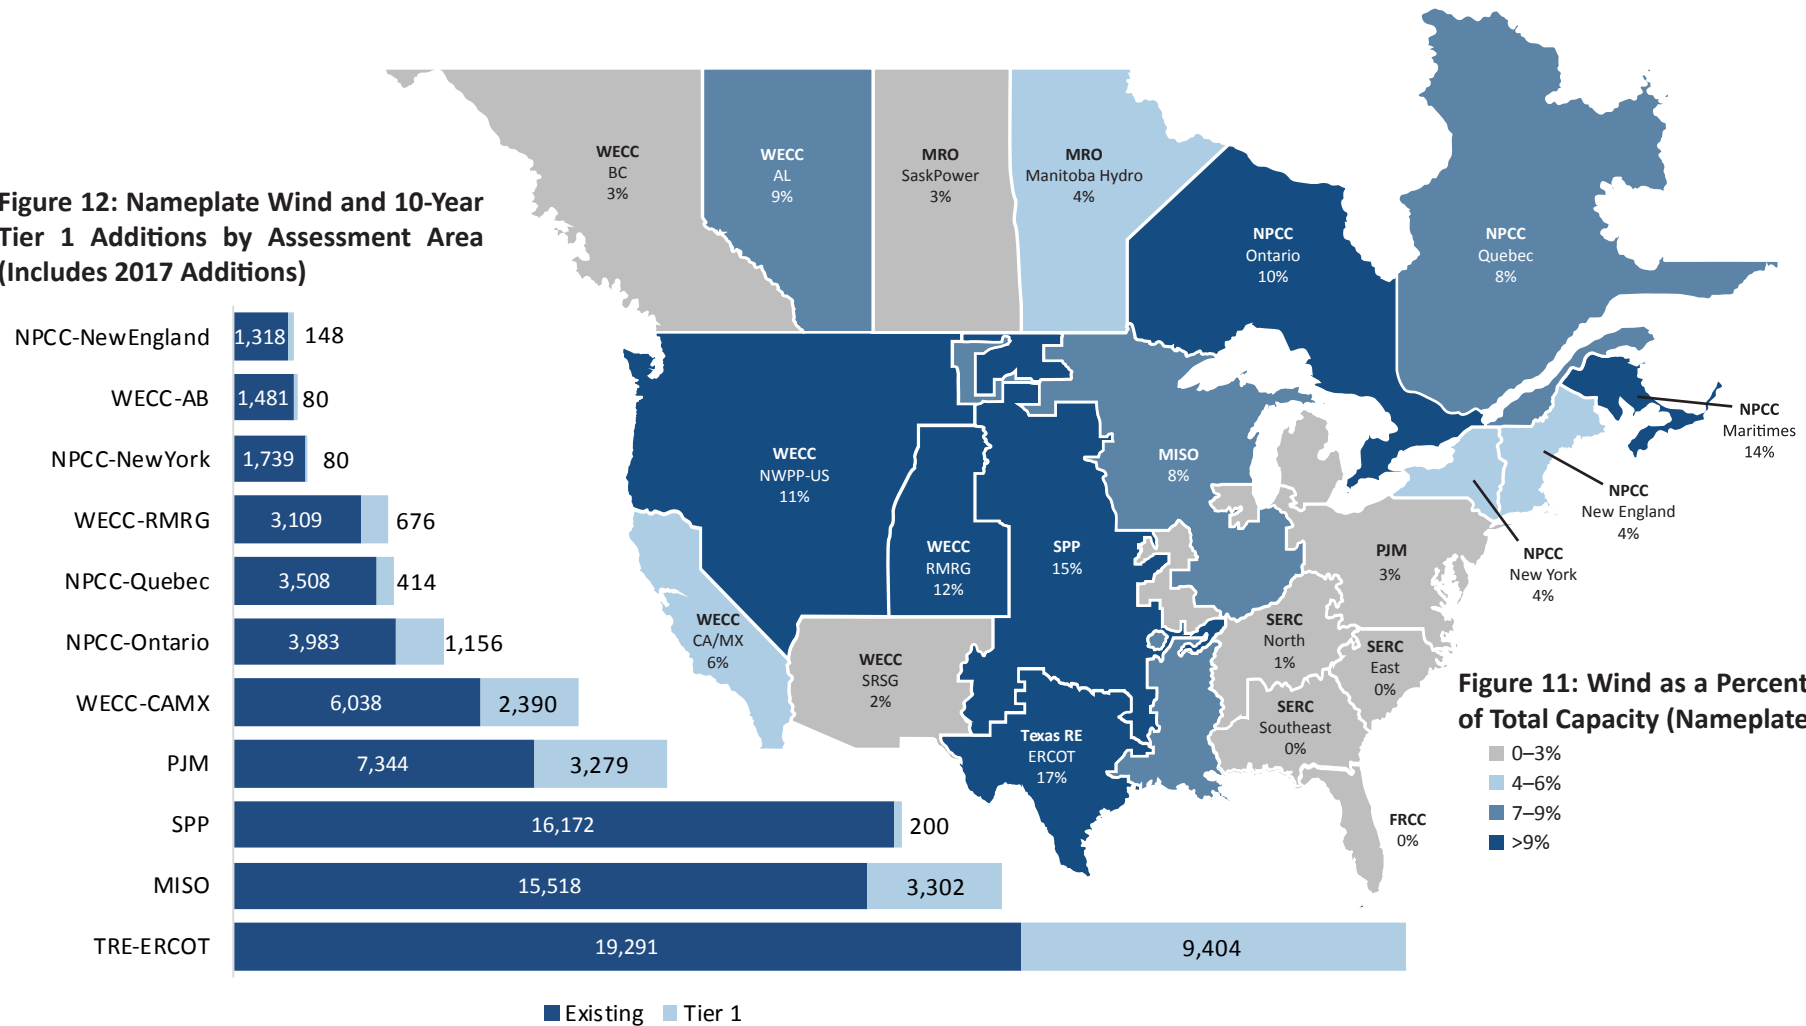 Figure 12: Nameplate Wind and 10-Year
Tier 1 Additions by Assessment Area
(Includes 2017 Additions)
NPCC-NewEngland 1,318 148
WECC-AB 1,481 80
NPCC-NewYork 1,739 80
WECC-RMRG 3,109 676
NPCC-Quebec 3,508 414
NPCC-Ontario 3,983 1,156
WECC-CAMX 6,038 2,390
PJM 7,344 3,279
SPP 16,172 200
MISO 15,518 3,302
TRE-ERCOT 19,291 9,404
Existing Tier 1
WECC
BC
3%
WECC
AL
9%
MRO
SaskPower
3%
MRO
Manitoba Hydro
4%
NPCC
Ontario
10%
NPCC
Quebec
8%
NPCC
Maritimes
14%
NPCC
New England
4%
NPCC
New York
4%
WECC
NWPP-US
11%
MISO
8%
WECC
RMRG
12%
SPP
15%
PJM
3%
WECC
CA/MX
6%
WECC
SRSG
2%
SERC
North
1%
SERC
East
0%
SERC
Southeast
0%
Texas RE
ERCOT
17%
FRCC
0%
Figure 11: Wind as a Percent
of Total Capacity (Nameplate
0–3%
4–6%
7–9%
>9%